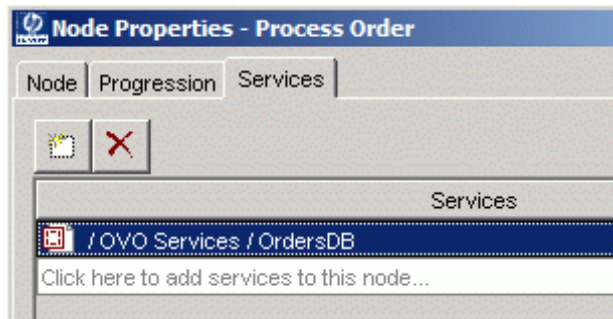 Node Properties - Process Order
Node Progression Services
Services
/ OVO Services / OrdersDB
Click here to add services to this node...